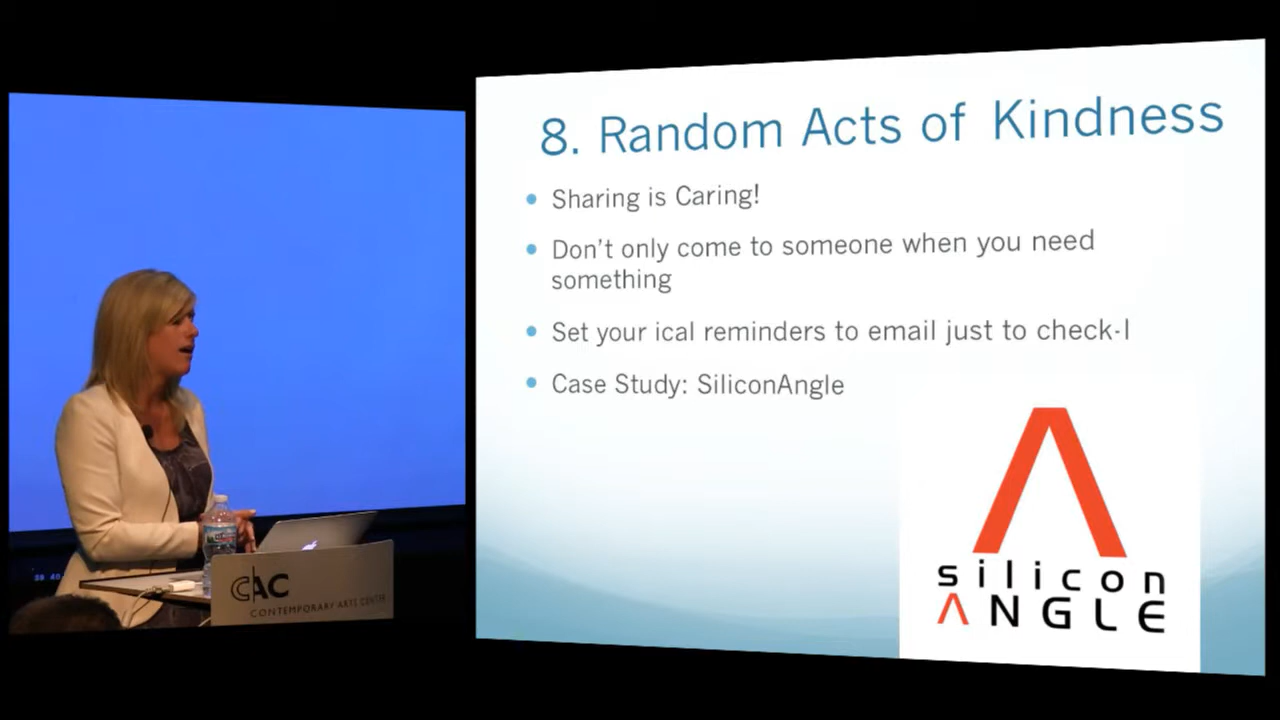 8. Random Acts of Kindness
Sharing is Caring!
Don't only come to someone when you need
something
Set your ical reminders to email just to check-I
Case Study: SiliconAngle
silicon
ANGLE
CAC
CONTEMPORARY ARTS CENTER